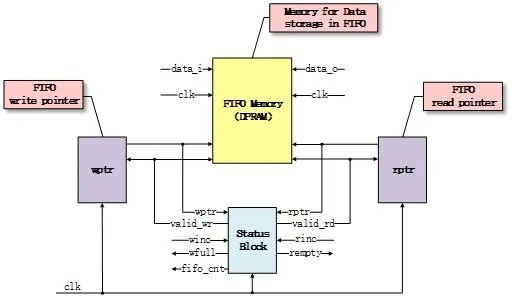 Memory for Data
storage in FIFO
data_i
data_o
clk
clk
FIFO Memory
(DPRAM)
FIFO
write pointer
FIFO
read pointer
wptr
rptr
wptr
rptr
valid_wr
valid_rd
Status
Block
winc
rinc
wfull
rempty
fifo_cnt
clk